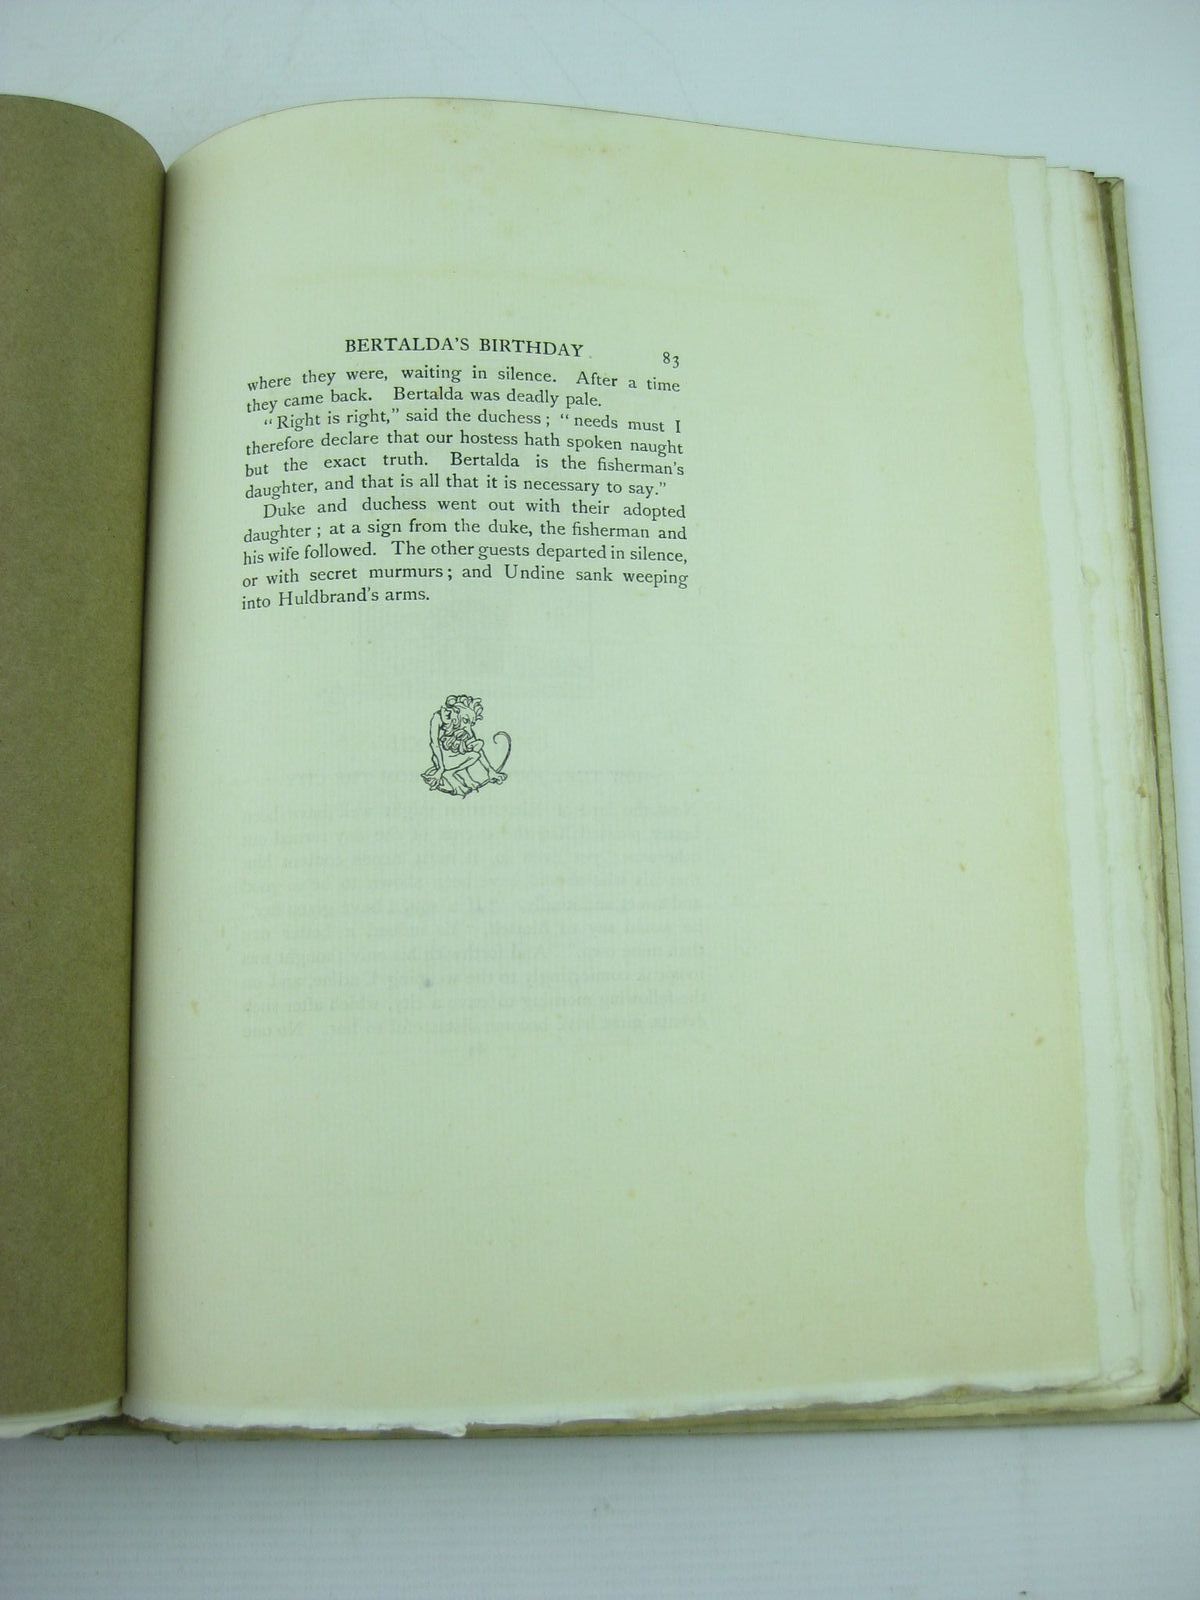 BERTALDA'S BIRTHDAY 83
where they were, waiting in silence. After a time
they came back. Bertalda was deadly pale.
"Right is right," said the duchess; "needs must I
therefore declare that our hostess hath spoken naught
but the exact truth. Bertalda is the fisherman's
daughter, and that is all that it is necessary to say."
Duke and duchess went out with their adopted
daughter; at a sign from the duke, the fisherman and
his wife followed. The other guests departed in silence,
or with secret murmurs; and Undine sank weeping
into Huldbrand's arms.